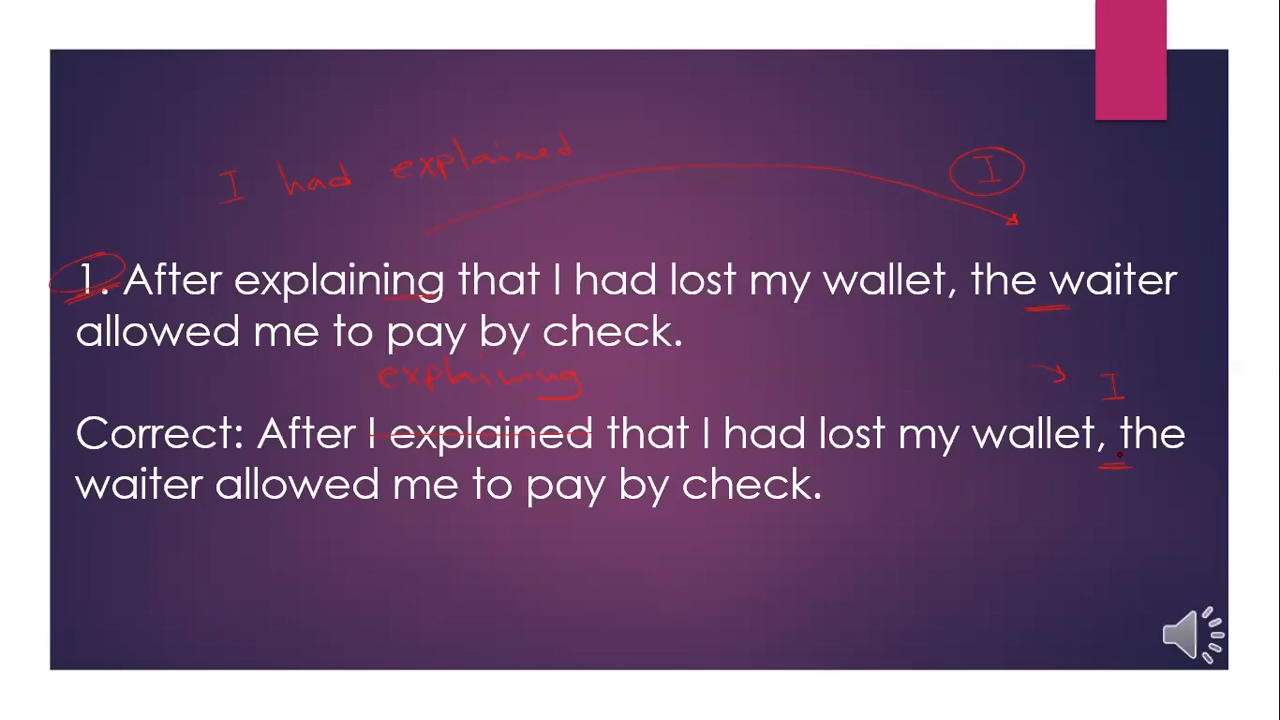 I had explained I
1. After explaining that I had lost my wallet, the waiter
allowed me to pay by check.
explining I
Correct: After I explained that I had lost my wallet, the
waiter allowed me to pay by check.